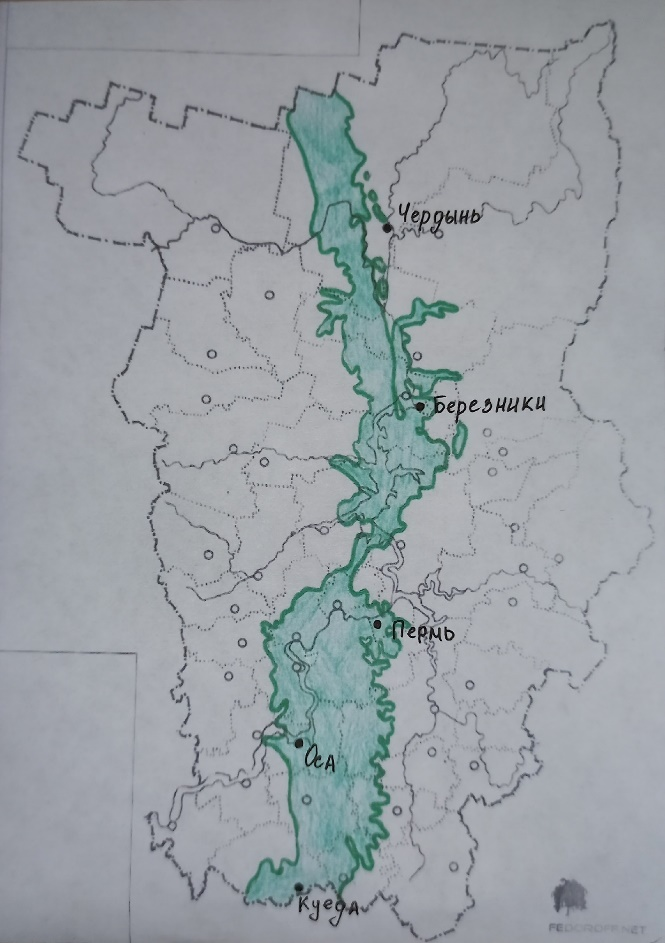 Чердынь
Березники
Пермь
Оса
Куеда
FEDOROFF.NET